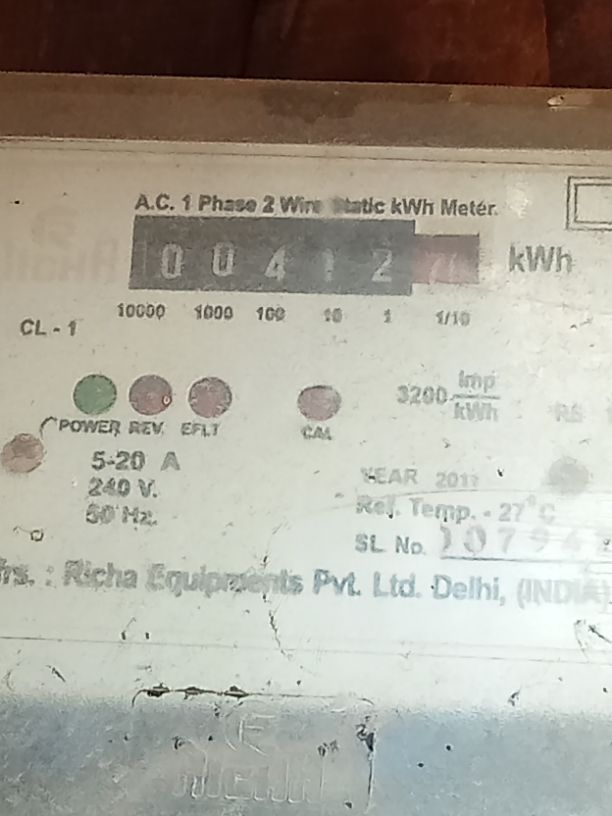 A.C. 1 Phase 2 Wire Static kWh Meter.
0 0 4 1 2 kWh
10000 1000 100 10 1 1/10
CL - 1
3200 Imp/kWh
POWER REV. EFLT CAL
5-20 A
240 V.
50 Hz.
YEAR
Ref. Temp. - 27°C
SL. No.
Richa Equipments Pvt. Ltd. Delhi, (INDIA)
RICHA